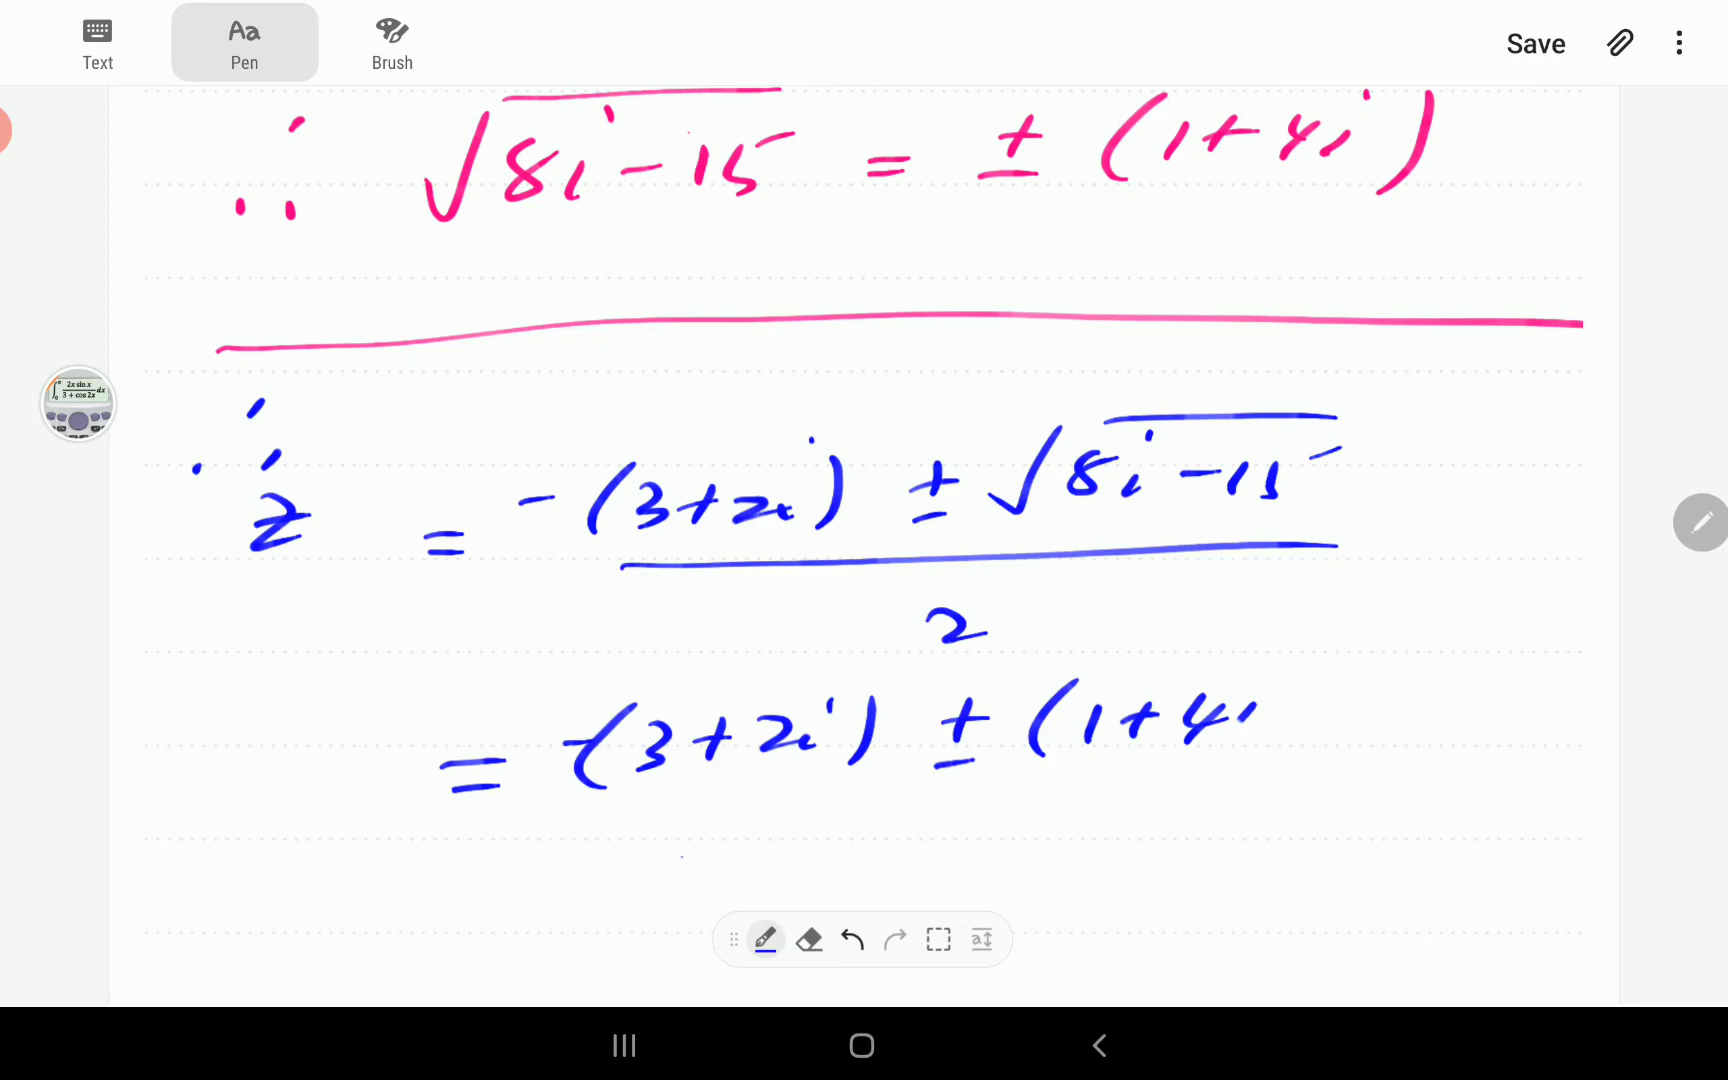 Text Pen Brush Save
∴ √(8i − 15) = ± (1 + 4i)
∴ z = −(3 + 2i) ± √(8i − 15)
2
= −(3 + 2i) ± (1 + 4i